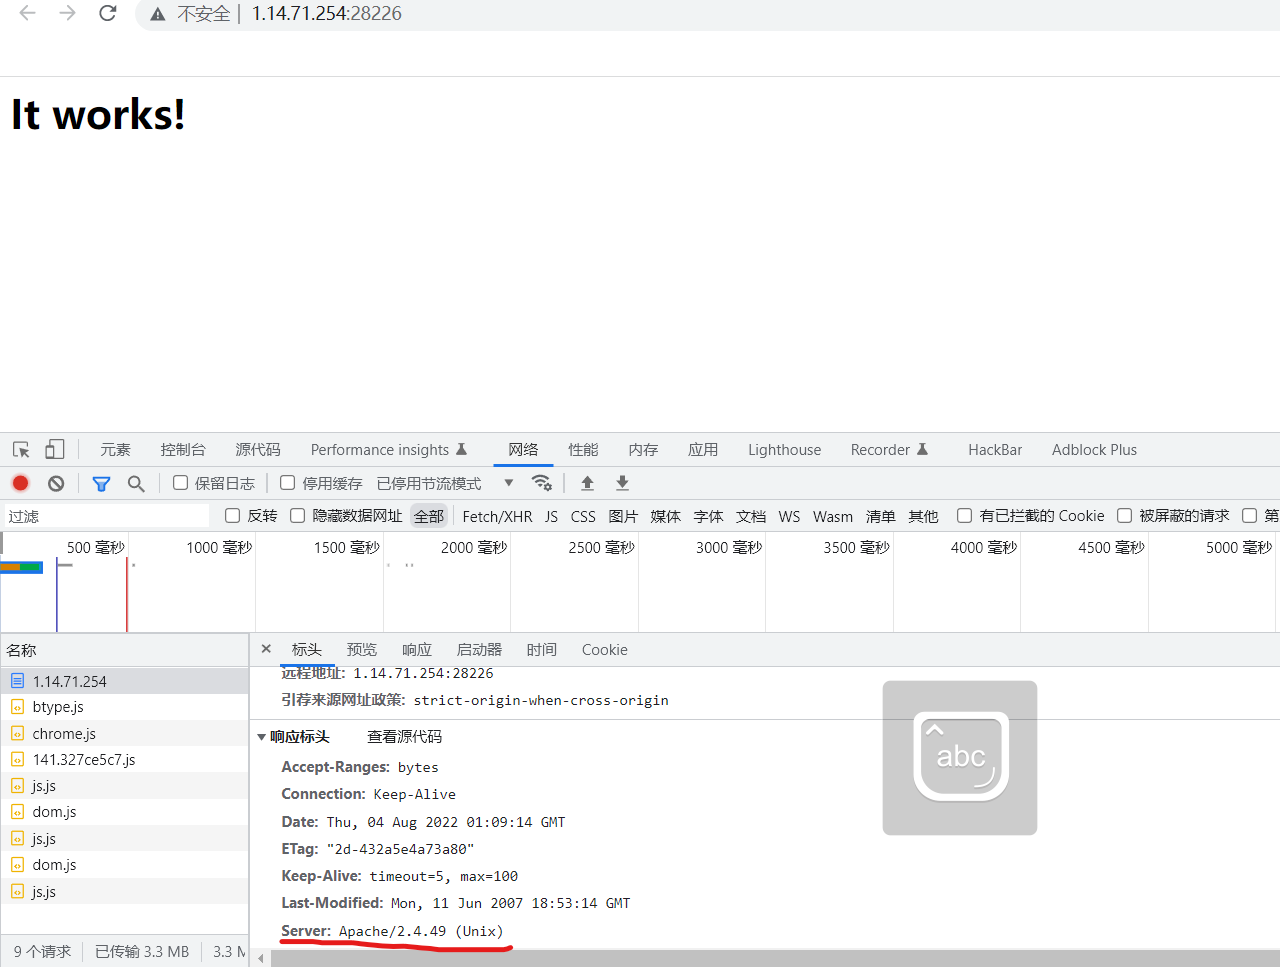 不安全 | 1.14.71.254:28226
It works!
元素 控制台 源代码 Performance insights 网络 性能 内存 应用 Lighthouse Recorder HackBar Adblock Plus
保留日志 停用缓存 已停用节流模式
过滤 反转 隐藏数据网址 全部 Fetch/XHR JS CSS 图片 媒体 字体 文档 WS Wasm 清单 其他 有已拦截的 Cookie 被屏蔽的请求 第
500 毫秒 1000 毫秒 1500 毫秒 2000 毫秒 2500 毫秒 3000 毫秒 3500 毫秒 4000 毫秒 4500 毫秒 5000 毫秒
名称
1.14.71.254
btype.js
chrome.js
141.327ce5c7.js
js.js
dom.js
js.js
dom.js
js.js
9 个请求 已传输 3.3 MB 3.3 M
× 标头 预览 响应 启动器 时间 Cookie
远程地址: 1.14.71.254:28226
引荐来源网址政策: strict-origin-when-cross-origin
响应标头 查看源代码
Accept-Ranges: bytes
Connection: Keep-Alive
Date: Thu, 04 Aug 2022 01:09:14 GMT
ETag: "2d-432a5e4a73a80"
Keep-Alive: timeout=5, max=100
Last-Modified: Mon, 11 Jun 2007 18:53:14 GMT
Server: Apache/2.4.49 (Unix)
abc